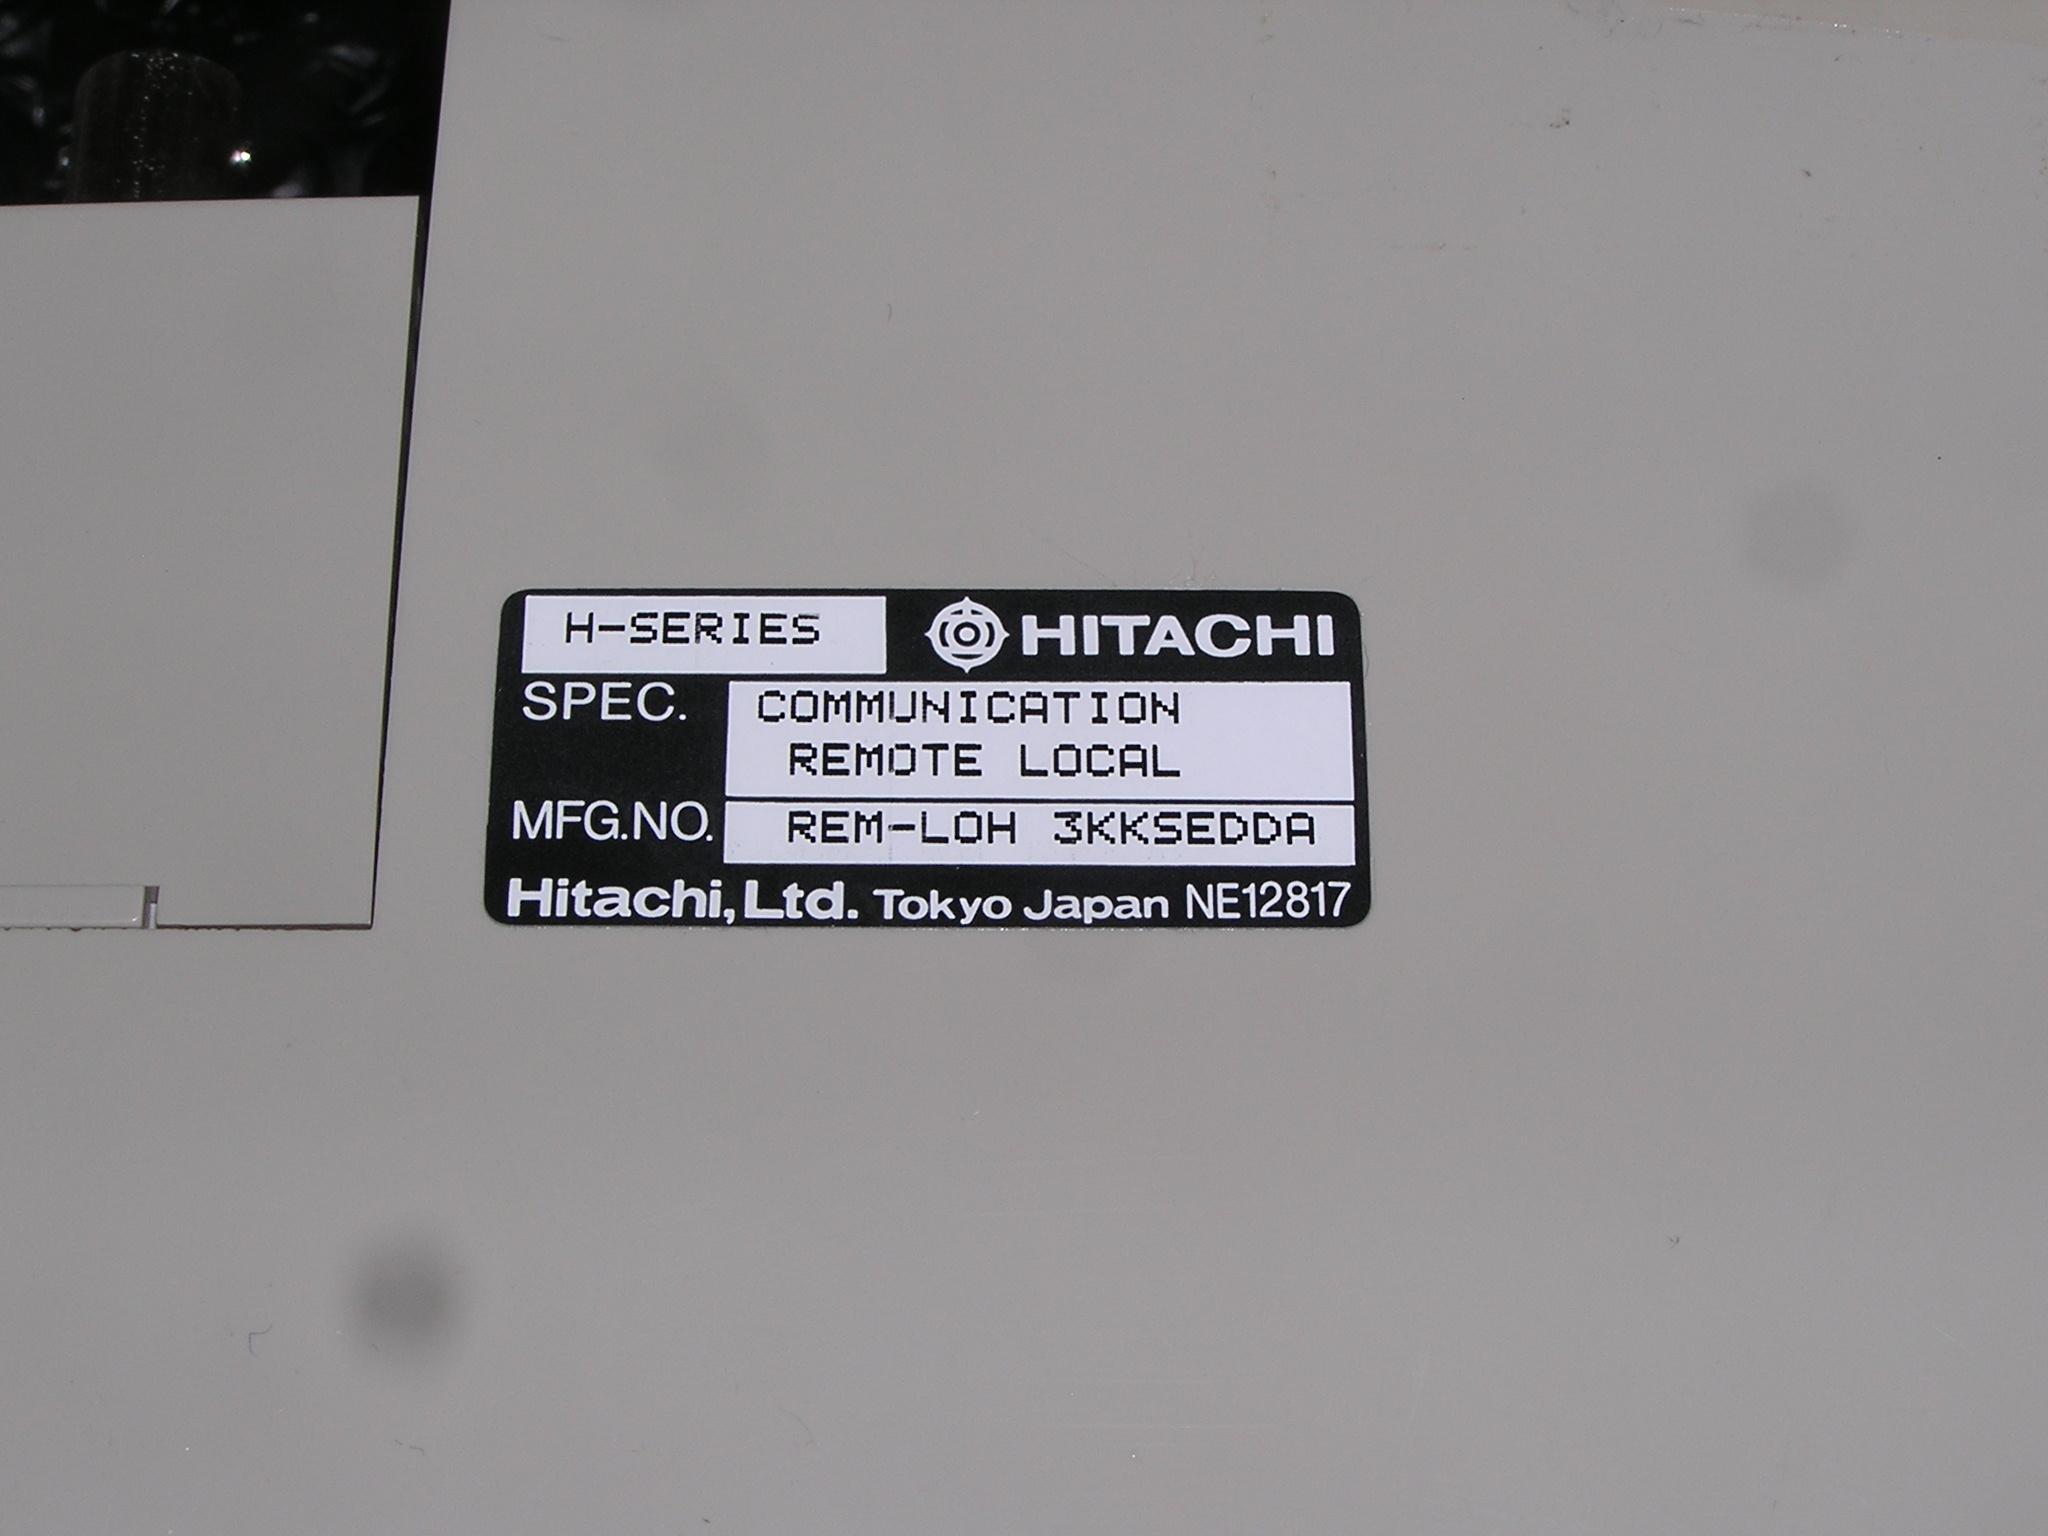 H-SERIES HITACHI
SPEC. COMMUNICATION
REMOTE LOCAL
MFG.NO. REM-LOH 3KKSEDDA
Hitachi, Ltd. Tokyo Japan NE12817